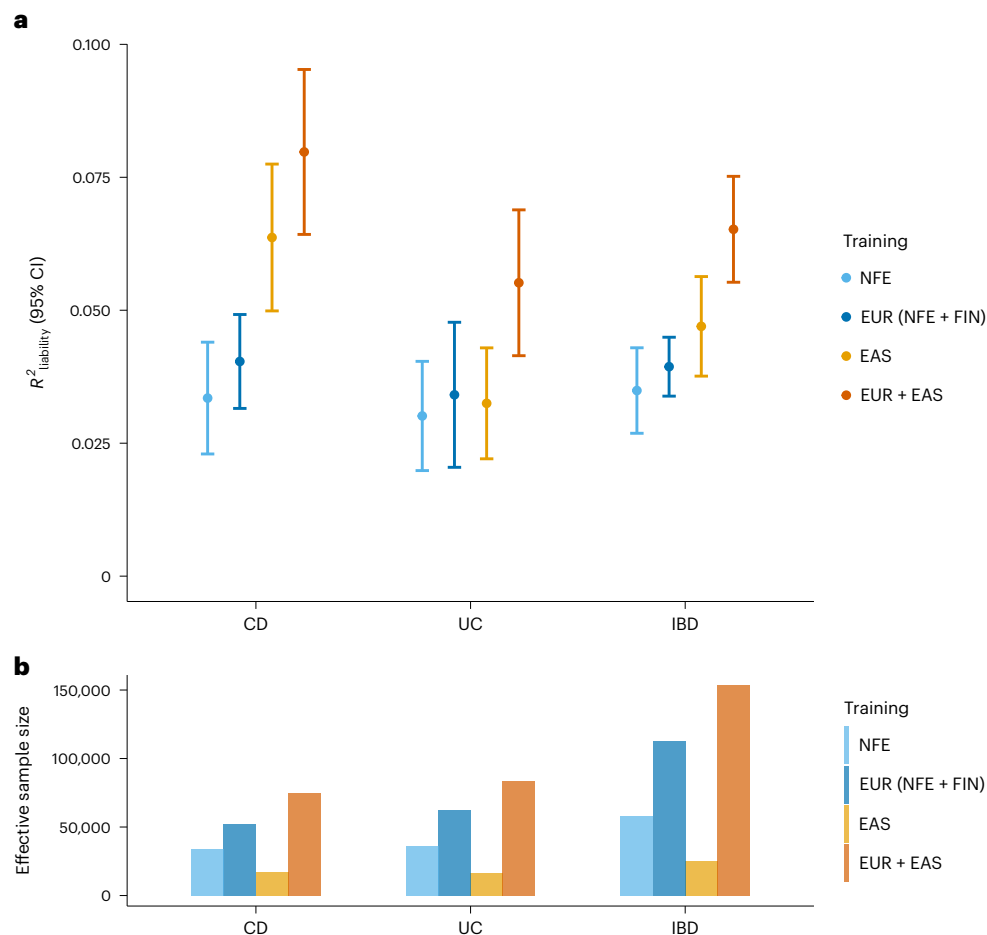 a
0.100
0.075
0.050
0.025
0
R² liability (95% CI)
CD
UC
IBD
Training
NFE
EUR (NFE + FIN)
EAS
EUR + EAS
b
150,000
100,000
50,000
0
Effective sample size
CD
UC
IBD
Training
NFE
EUR (NFE + FIN)
EAS
EUR + EAS